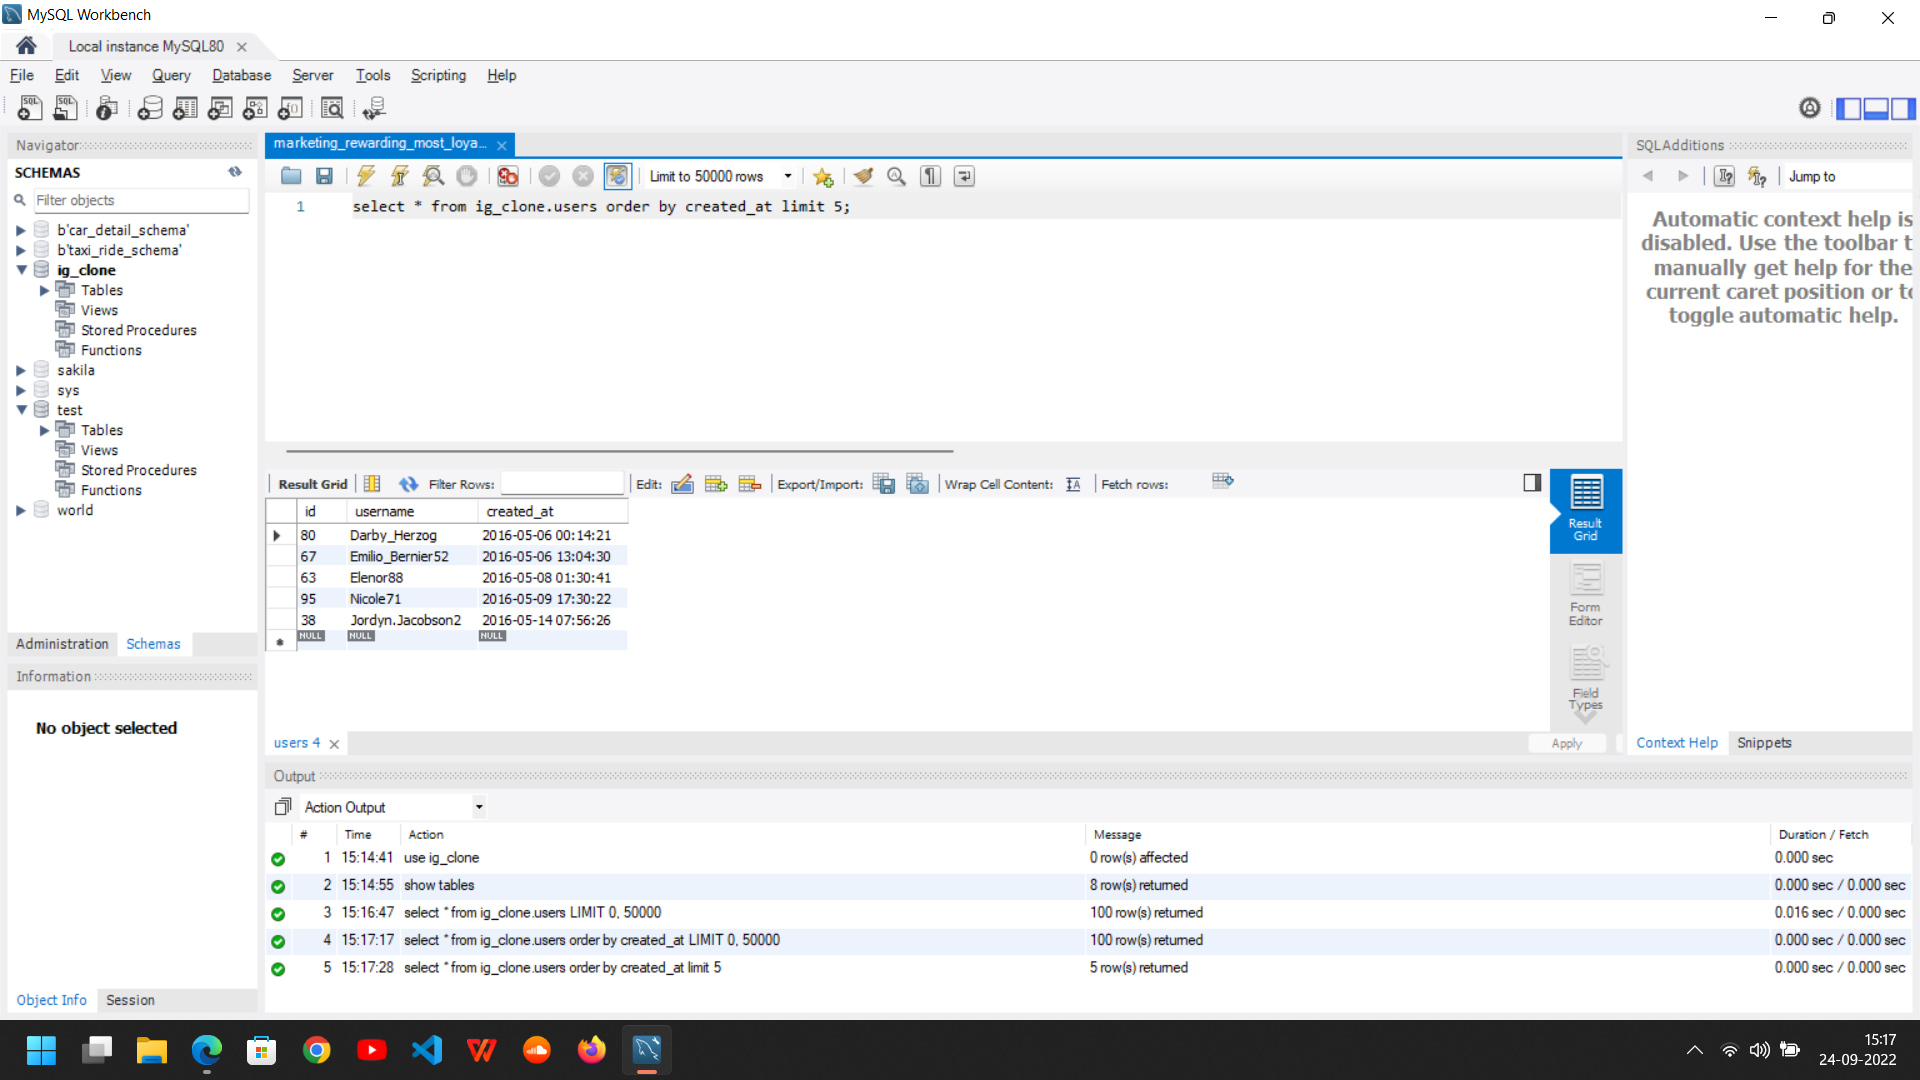 MySQL Workbench
Local instance MySQL80
File Edit View Query Database Server Tools Scripting Help
Navigator
SCHEMAS
Filter objects
b'car_detail_schema'
b'taxi_ride_schema'
ig_clone
Tables
Views
Stored Procedures
Functions
sakila
sys
test
Tables
Views
Stored Procedures
Functions
world
Administration Schemas
Information
No object selected
Object Info Session
marketing_rewarding_most_loya...
Limit to 50000 rows
1 select * from ig_clone.users order by created_at limit 5;
Result Grid Filter Rows: Edit: Export/Import: Wrap Cell Content: Fetch rows:
id username created_at
80 Darby_Herzog 2016-05-06 00:14:21
67 Emilio_Bernier52 2016-05-06 13:04:30
63 Elenor88 2016-05-08 01:30:41
95 Nicole71 2016-05-09 17:30:22
38 Jordyn.Jacobson2 2016-05-14 07:56:26
NULL NULL NULL
Result
Grid
Form
Editor
Field
Types
users 4
Apply
SQLAdditions
Jump to
Automatic context help is
disabled. Use the toolbar t
manually get help for the
current caret position or to
toggle automatic help.
Context Help Snippets
Output
Action Output
# Time Action Message Duration / Fetch
1 15:14:41 use ig_clone 0 row(s) affected 0.000 sec
2 15:14:55 show tables 8 row(s) returned 0.000 sec / 0.000 sec
3 15:16:47 select * from ig_clone.users LIMIT 0, 50000 100 row(s) returned 0.016 sec / 0.000 sec
4 15:17:17 select * from ig_clone.users order by created_at LIMIT 0, 50000 100 row(s) returned 0.000 sec / 0.000 sec
5 15:17:28 select * from ig_clone.users order by created_at limit 5 5 row(s) returned 0.000 sec / 0.000 sec
15:17
24-09-2022